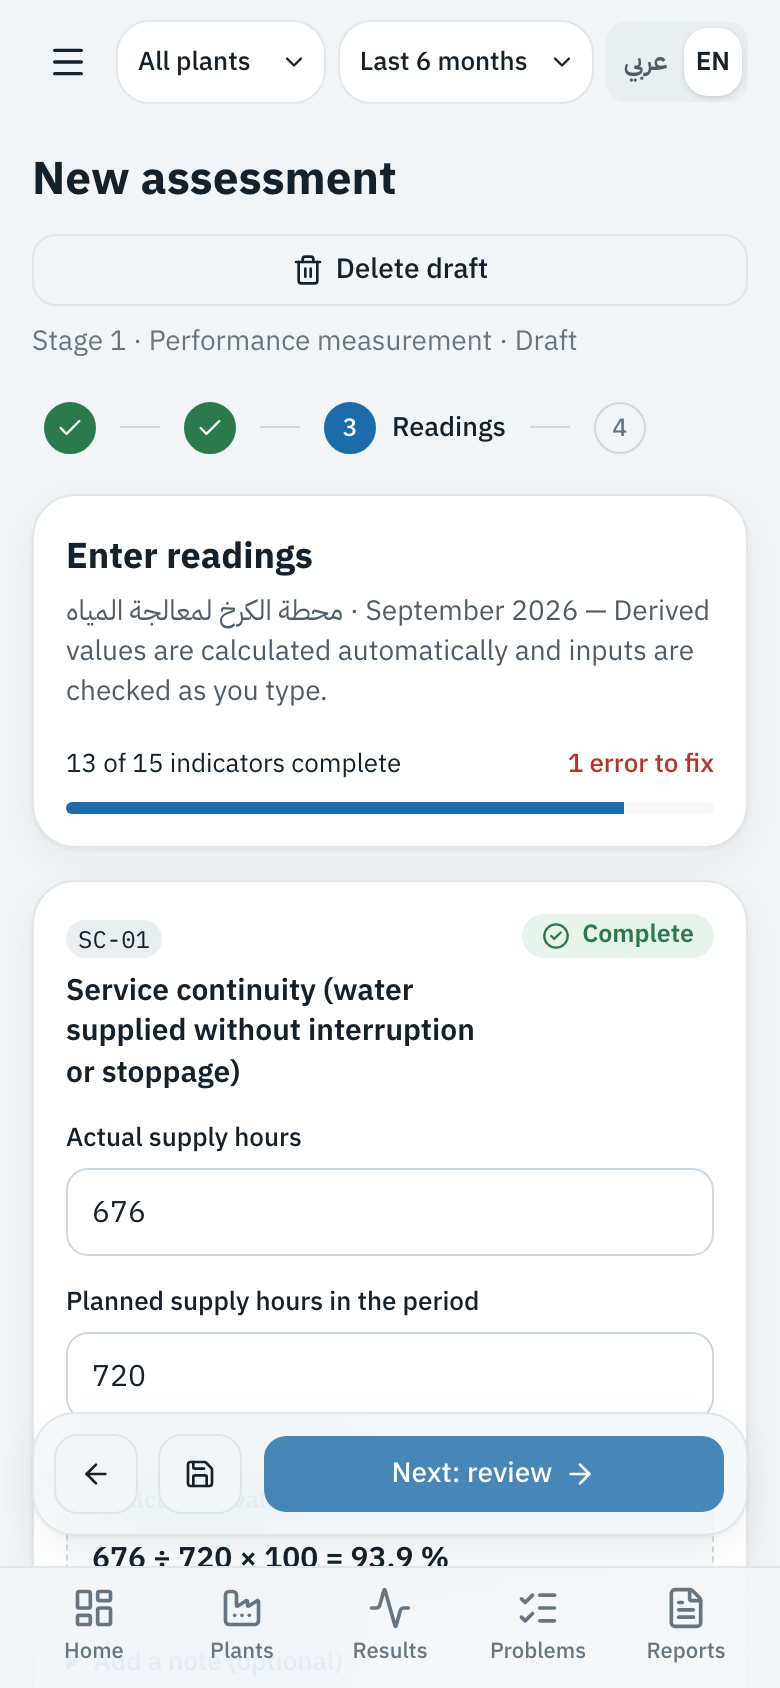 All plants
Last 6 months
عربي
EN
New assessment
Delete draft
Stage 1 · Performance measurement · Draft
3 Readings
4
Enter readings
محطة الكرخ لمعالجة المياه · September 2026 — Derived
values are calculated automatically and inputs are
checked as you type.
13 of 15 indicators complete
1 error to fix
SC-01
Complete
Service continuity (water
supplied without interruption
or stoppage)
Actual supply hours
676
Planned supply hours in the period
720
Next: review
676 ÷ 720 × 100 = 93.9 %
Home
Plants
Results
Problems
Reports
Add a note (optional)